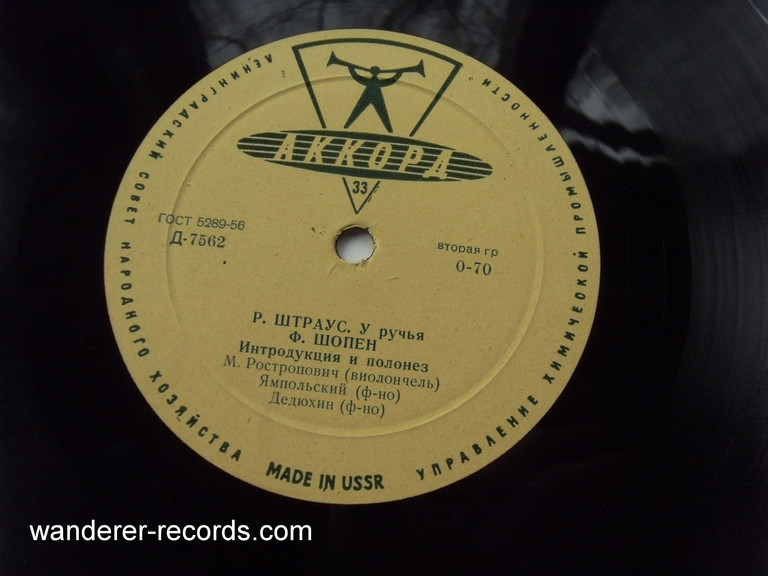 ЛЕНИНГРАДСКИЙ СОВЕТ НАРОДНОГО ХОЗЯЙСТВА
УПРАВЛЕНИЕ ХИМИЧЕСКОЙ ПРОМЫШЛЕННОСТИ
АККОРД
33
ГОСТ 5289-56
Д-7562
вторая гр
0-70
Р. ШТРАУС. У ручья
Ф. ШОПЕН
Интродукция и полонез
М. Ростропович (виолончель)
Ямпольский (ф-но)
Дедюхин (ф-но)
MADE IN USSR
wanderer-records.com